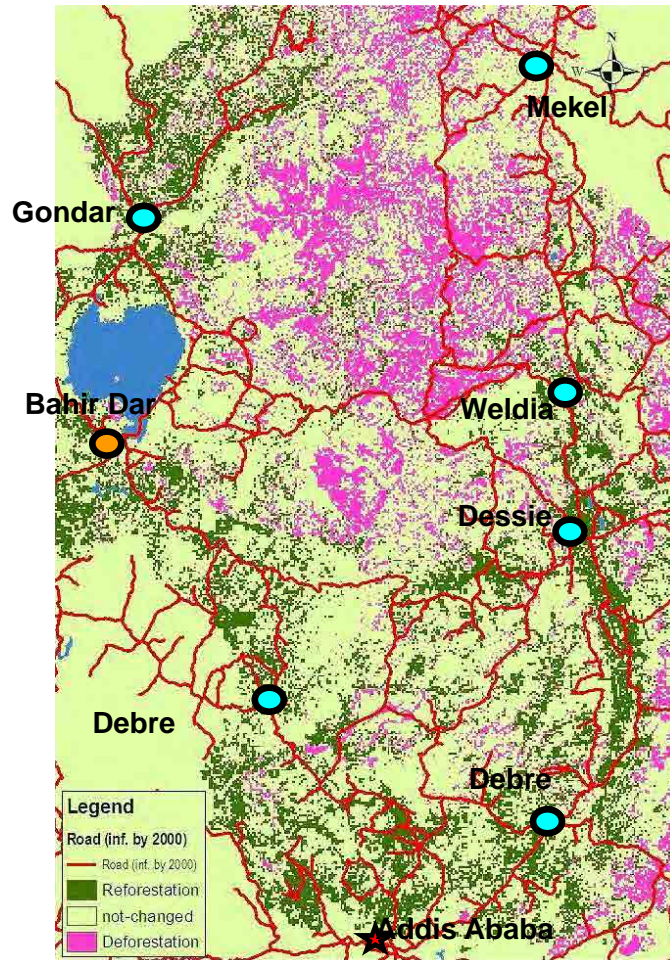 W
E
N
S
Mekel
Gondar
Bahir Dar
Weldia
Dessie
Debre
Debre
Addis Ababa
Legend
Road (inf. by 2000)
Road (inf. by 2000)
Reforestation
not-changed
Deforestation